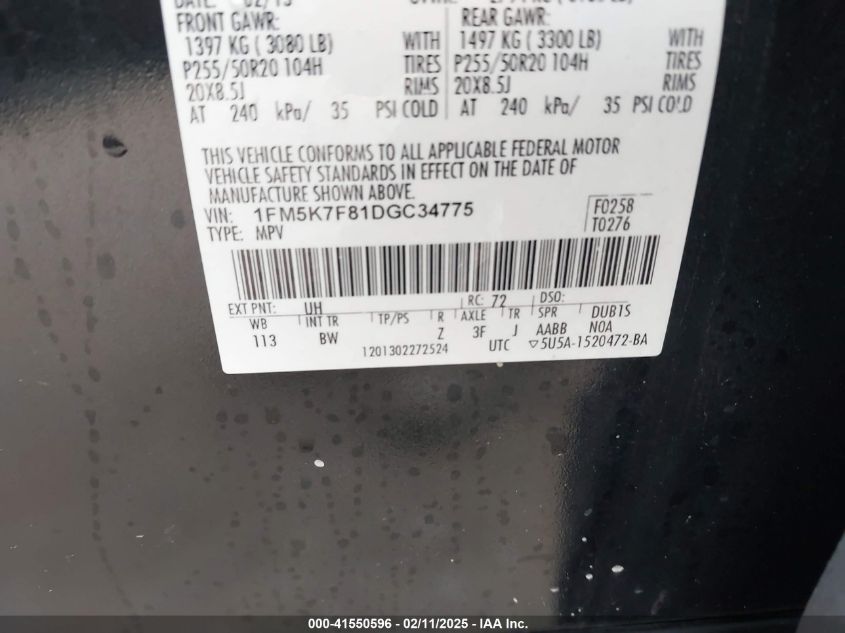 DATE: 02/13
FRONT GAWR:
1397 KG ( 3080 LB) WITH
P255/50R20 104H TIRES
20X8.5J RIMS
AT 240 kPa/ 35 PSI COLD
REAR GAWR:
1497 KG ( 3300 LB) WITH
P255/50R20 104H TIRES
20X8.5J RIMS
AT 240 kPa/ 35 PSI COLD
THIS VEHICLE CONFORMS TO ALL APPLICABLE FEDERAL MOTOR
VEHICLE SAFETY STANDARDS IN EFFECT ON THE DATE OF
MANUFACTURE SHOWN ABOVE.
VIN: 1FM5K7F81DGC34775
TYPE: MPV
F0258
T0276
EXT PNT: UH RC: 72 DSO:
WB INT TR TP/PS R AXLE TR SPR DUB1S
113 BW Z 3F J AABB N0A
1201302272524 UTC ▽5U5A-1520472-BA
000-41550596 - 02/11/2025 - IAA Inc.